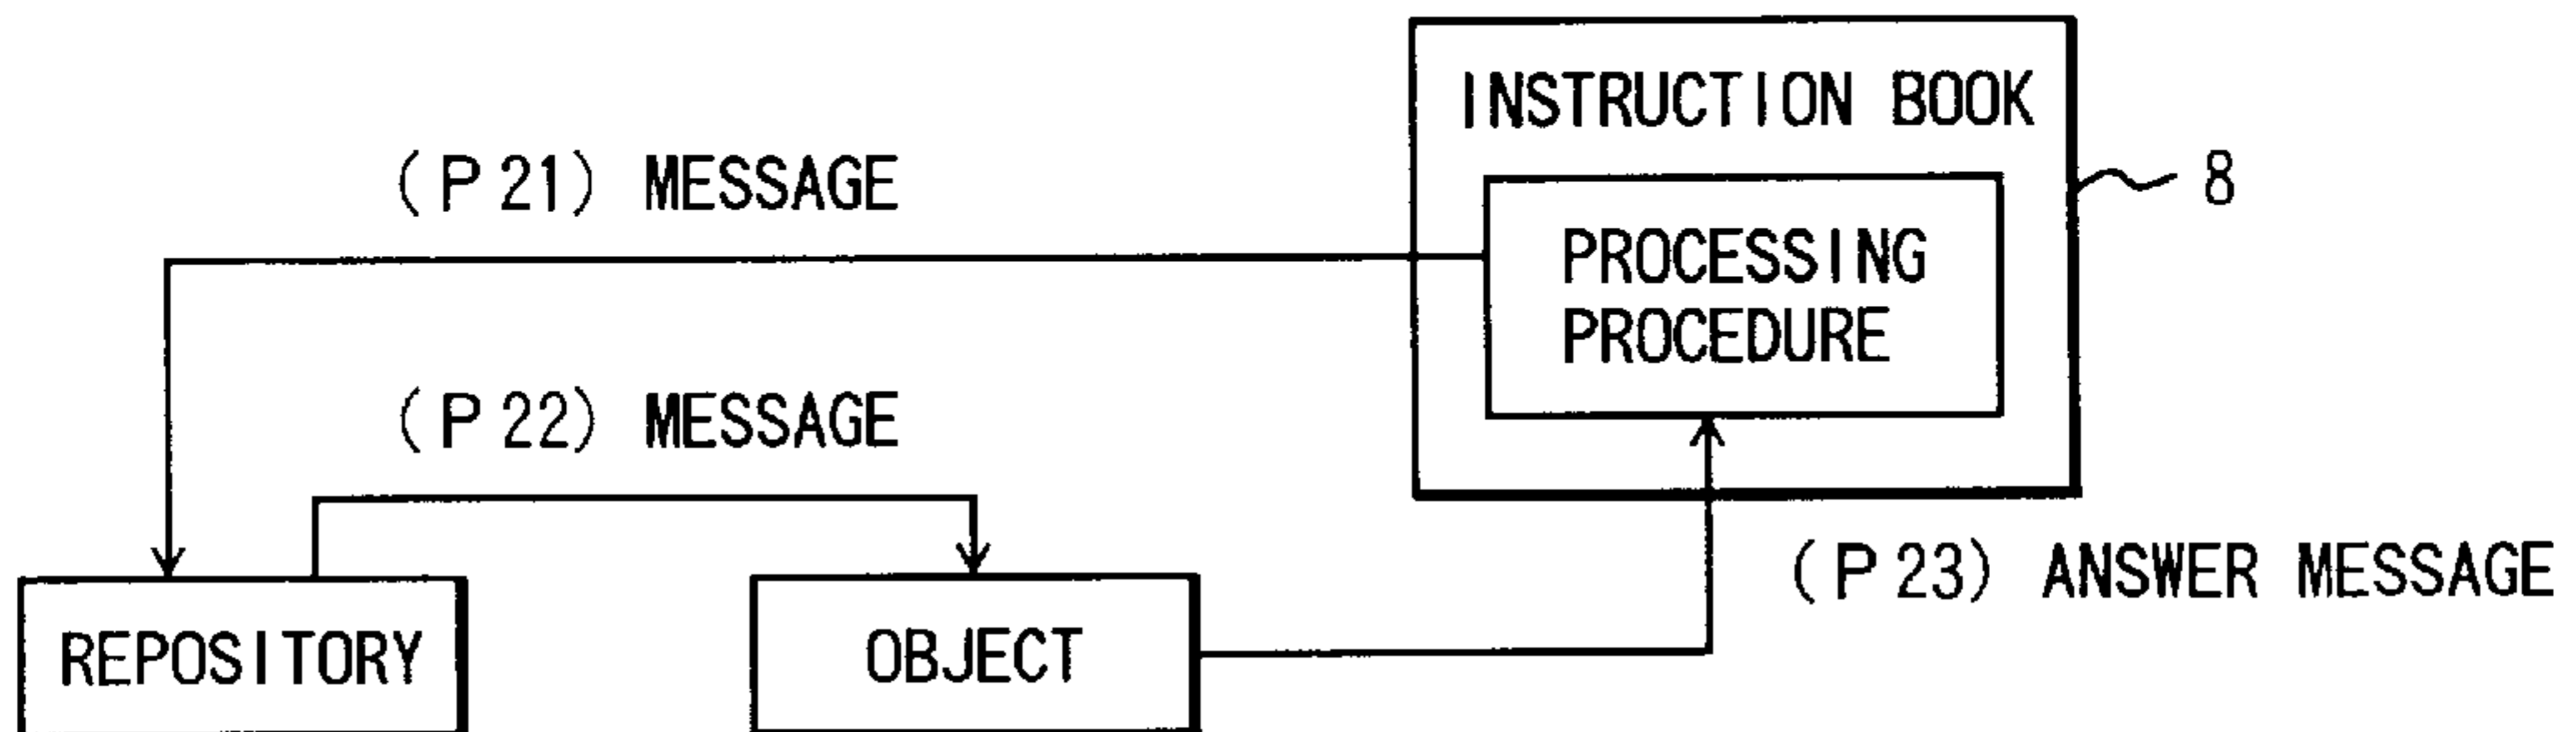 INSTRUCTION BOOK
(P21) MESSAGE
8
PROCESSING
PROCEDURE
(P22) MESSAGE
(P23) ANSWER MESSAGE
REPOSITORY
OBJECT